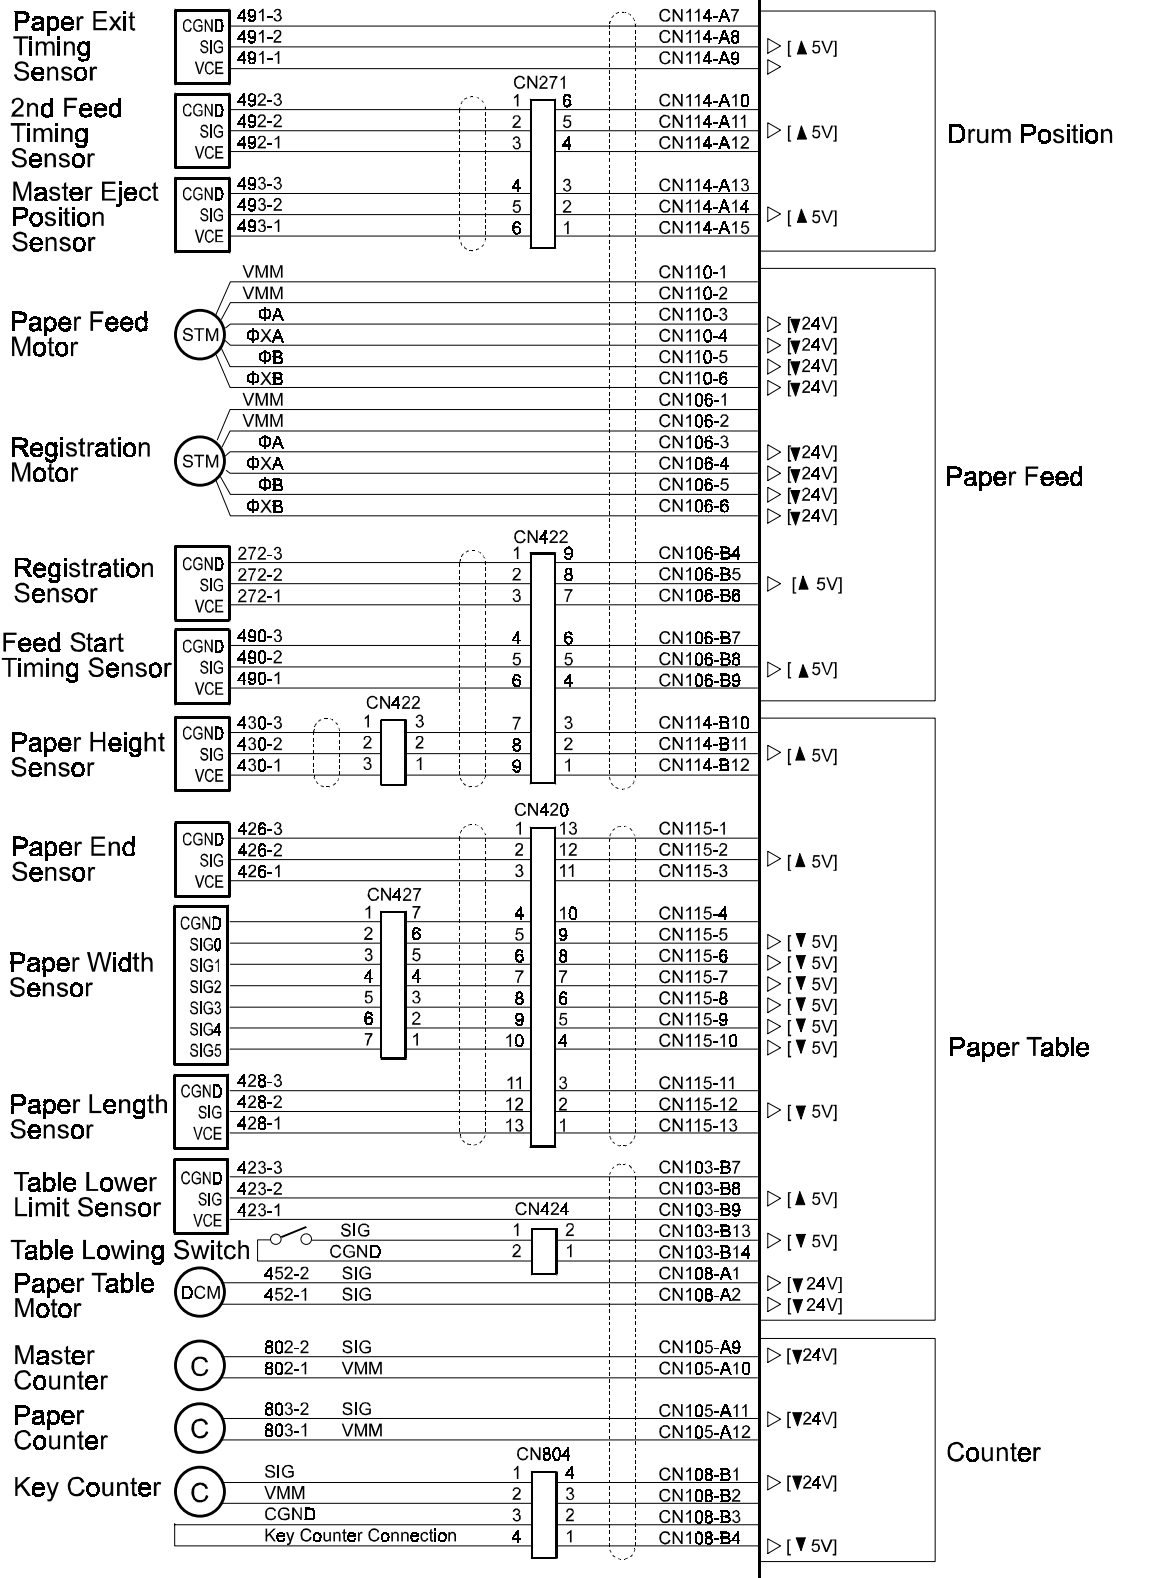 Paper Exit
Timing
Sensor
CGND 491-3 CN114-A7
SIG 491-2 CN114-A8
VCE 491-1 CN114-A9
▷ [▲5V]
▷
CN271
2nd Feed
Timing
Sensor
CGND 492-3 1 6 CN114-A10
SIG 492-2 2 5 CN114-A11
VCE 492-1 3 4 CN114-A12
▷ [▲5V]
Drum Position
Master Eject
Position
Sensor
CGND 493-3 4 3 CN114-A13
SIG 493-2 5 2 CN114-A14
VCE 493-1 6 1 CN114-A15
▷ [▲5V]
Paper Feed
Motor
STM
VMM CN110-1
VMM CN110-2
ΦA CN110-3 ▷ [▼24V]
ΦXA CN110-4 ▷ [▼24V]
ΦB CN110-5 ▷ [▼24V]
ΦXB CN110-6 ▷ [▼24V]
Registration
Motor
STM
VMM CN106-1
VMM CN106-2
ΦA CN106-3 ▷ [▼24V]
ΦXA CN106-4 ▷ [▼24V]
ΦB CN106-5 ▷ [▼24V]
ΦXB CN106-6 ▷ [▼24V]
Paper Feed
CN422
Registration
Sensor
CGND 272-3 1 9 CN106-B4
SIG 272-2 2 8 CN106-B5
VCE 272-1 3 7 CN106-B6
▷ [▲ 5V]
Feed Start
Timing Sensor
CGND 490-3 4 6 CN106-B7
SIG 490-2 5 5 CN106-B8
VCE 490-1 6 4 CN106-B9
▷ [▲5V]
CN422
Paper Height
Sensor
CGND 430-3 1 3 7 3 CN114-B10
SIG 430-2 2 2 8 2 CN114-B11
VCE 430-1 3 1 9 1 CN114-B12
▷ [▲ 5V]
CN420
Paper End
Sensor
CGND 426-3 1 13 CN115-1
SIG 426-2 2 12 CN115-2
VCE 426-1 3 11 CN115-3
▷ [▲ 5V]
CN427
Paper Width
Sensor
CGND 1 7 4 10 CN115-4
SIG0 2 6 5 9 CN115-5 ▷ [▼ 5V]
SIG1 3 5 6 8 CN115-6 ▷ [▼ 5V]
SIG2 4 4 7 7 CN115-7 ▷ [▼ 5V]
SIG3 5 3 8 6 CN115-8 ▷ [▼ 5V]
SIG4 6 2 9 5 CN115-9 ▷ [▼ 5V]
SIG5 7 1 10 4 CN115-10 ▷ [▼ 5V]
Paper Table
Paper Length
Sensor
CGND 428-3 11 3 CN115-11
SIG 428-2 12 2 CN115-12
VCE 428-1 13 1 CN115-13
▷ [▼ 5V]
Table Lower
Limit Sensor
CGND 423-3 CN103-B7
SIG 423-2 CN103-B8
VCE 423-1 CN103-B9
▷ [▲ 5V]
CN424
Table Lowing Switch
SIG 1 2 CN103-B13
CGND 2 1 CN103-B14
▷ [▼ 5V]
Paper Table
Motor
DCM
452-2 SIG CN108-A1 ▷ [▼24V]
452-1 SIG CN108-A2 ▷ [▼24V]
Master
Counter
C
802-2 SIG CN105-A9
802-1 VMM CN105-A10
▷ [▼24V]
Paper
Counter
C
803-2 SIG CN105-A11
803-1 VMM CN105-A12
▷ [▼24V]
Counter
CN804
Key Counter
C
SIG 1 4 CN108-B1
VMM 2 3 CN108-B2
CGND 3 2 CN108-B3
Key Counter Connection 4 1 CN108-B4
▷ [▼24V]
▷ [▼ 5V]